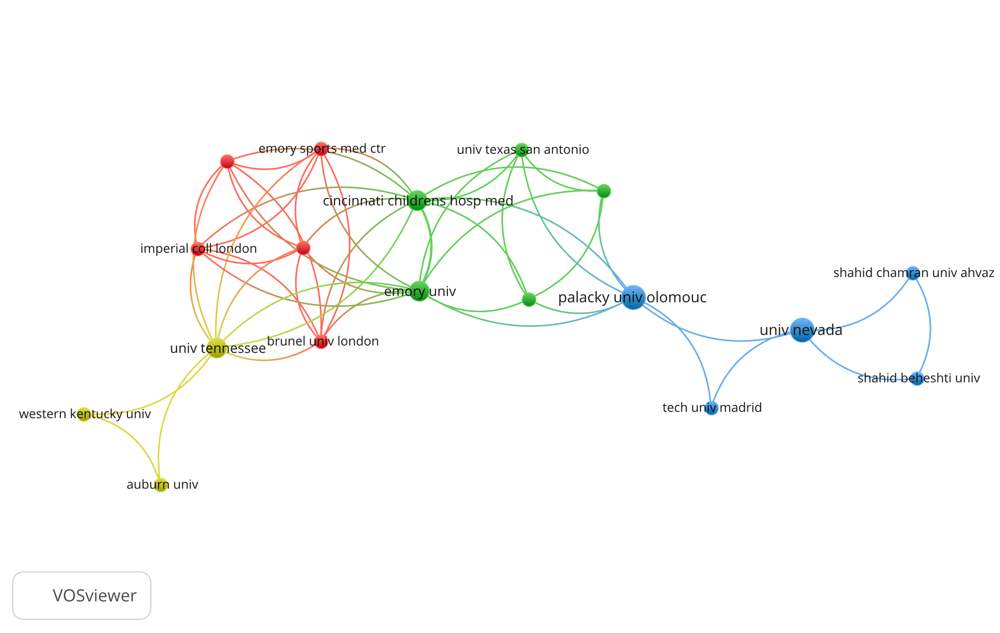 emory sports med ctr
univ texas san antonio
cincinnati childrens hosp med
imperial coll london
shahid chamran univ ahvaz
emory univ
palacky univ olomouc
univ nevada
brunel univ london
univ tennessee
shahid beheshti univ
tech univ madrid
western kentucky univ
auburn univ
VOSviewer